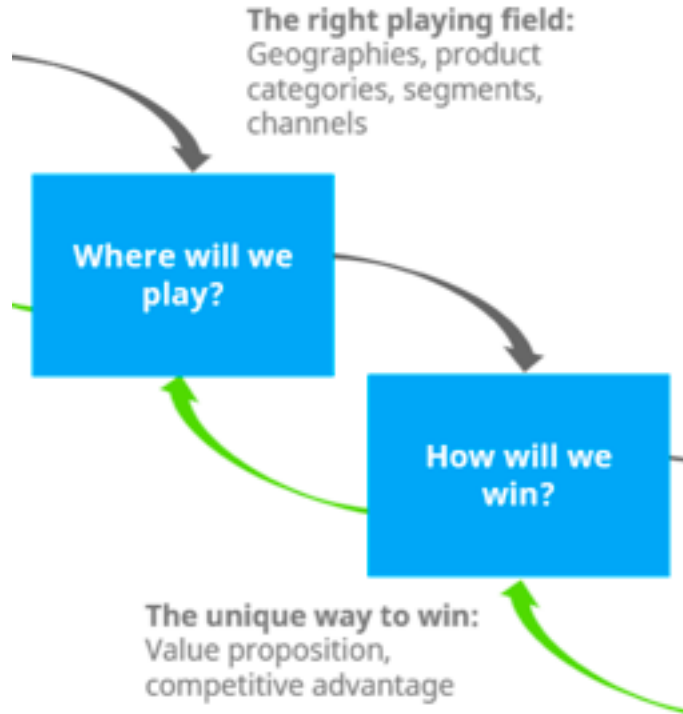 The right playing field:
Geographies, product
categories, segments,
channels
Where will we
play?
How will we
win?
The unique way to win:
Value proposition,
competitive advantage